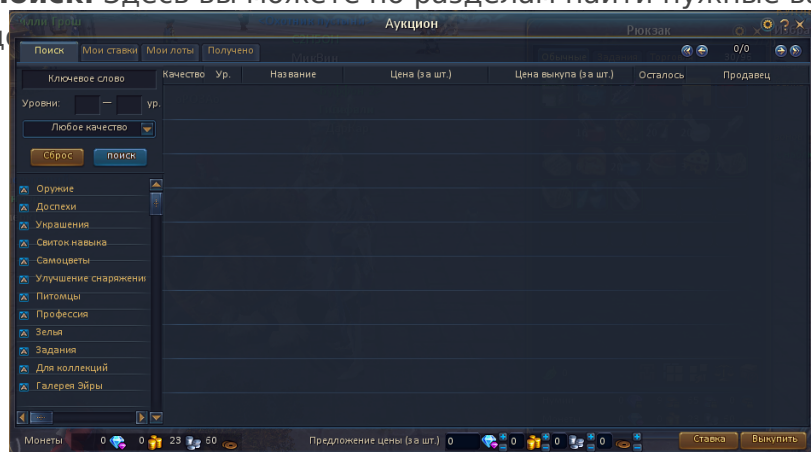 Поиск. Здесь вы можете по разделам найти нужные
Аукцион
Рюкзак
Поиск Мои ставки Мои лоты Получено 0/0
Ключевое слово
Качество Ур. Название Цена (за шт.) Цена выкупа (за шт.) Осталось Продавец
Уровни: — ур.
Любое качество
Сброс поиск
Оружие
Доспехи
Украшения
Свиток навыка
Самоцветы
Улучшение снаряжени
Питомцы
Профессия
Зелья
Задания
Для коллекций
Галерея Эйры
Монеты 0 0 23 60 Предложение цены (за шт.) 0 0 0 0 Ставка Выкупить